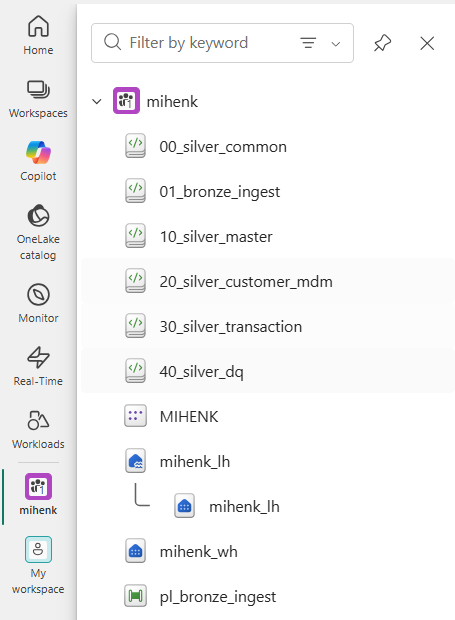 Home
Workspaces
Copilot
OneLake
catalog
Monitor
Real-Time
Workloads
mihenk
My
workspace
Filter by keyword
mihenk
00_silver_common
01_bronze_ingest
10_silver_master
20_silver_customer_mdm
30_silver_transaction
40_silver_dq
MIHENK
mihenk_lh
mihenk_lh
mihenk_wh
pl_bronze_ingest